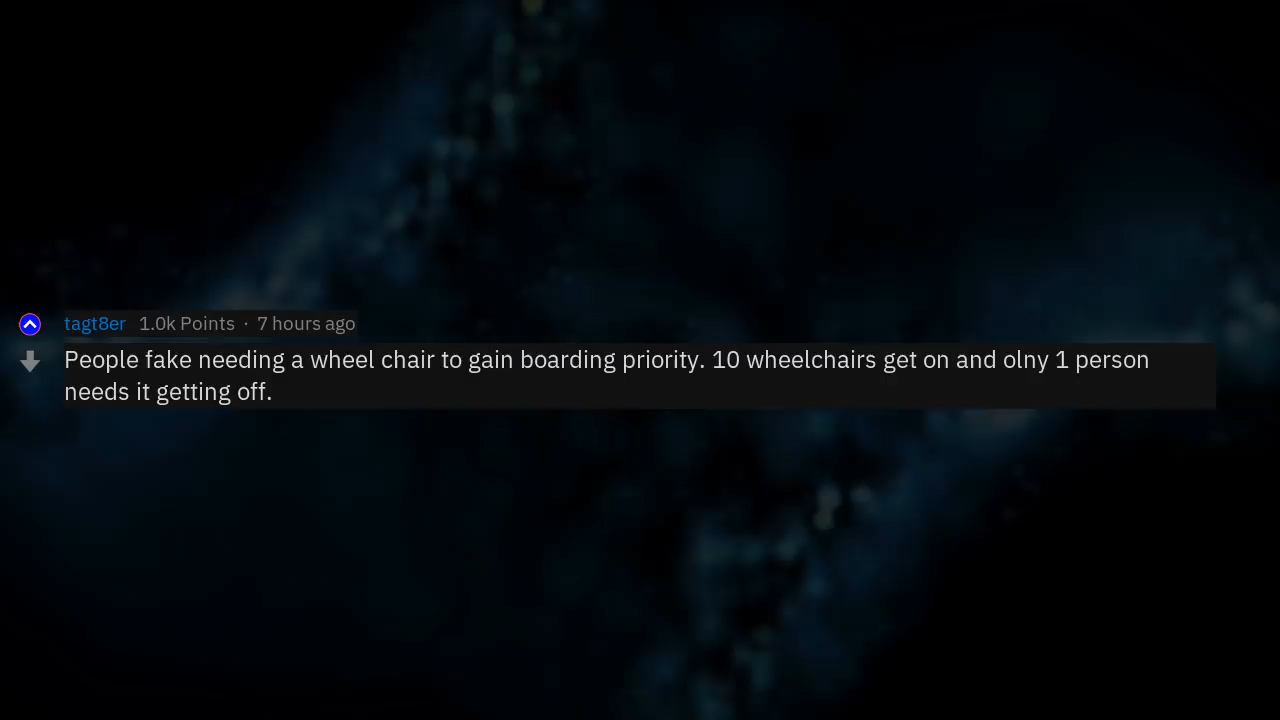 tagt8er 1.0k Points · 7 hours ago
People fake needing a wheel chair to gain boarding priority. 10 wheelchairs get on and olny 1 person
needs it getting off.